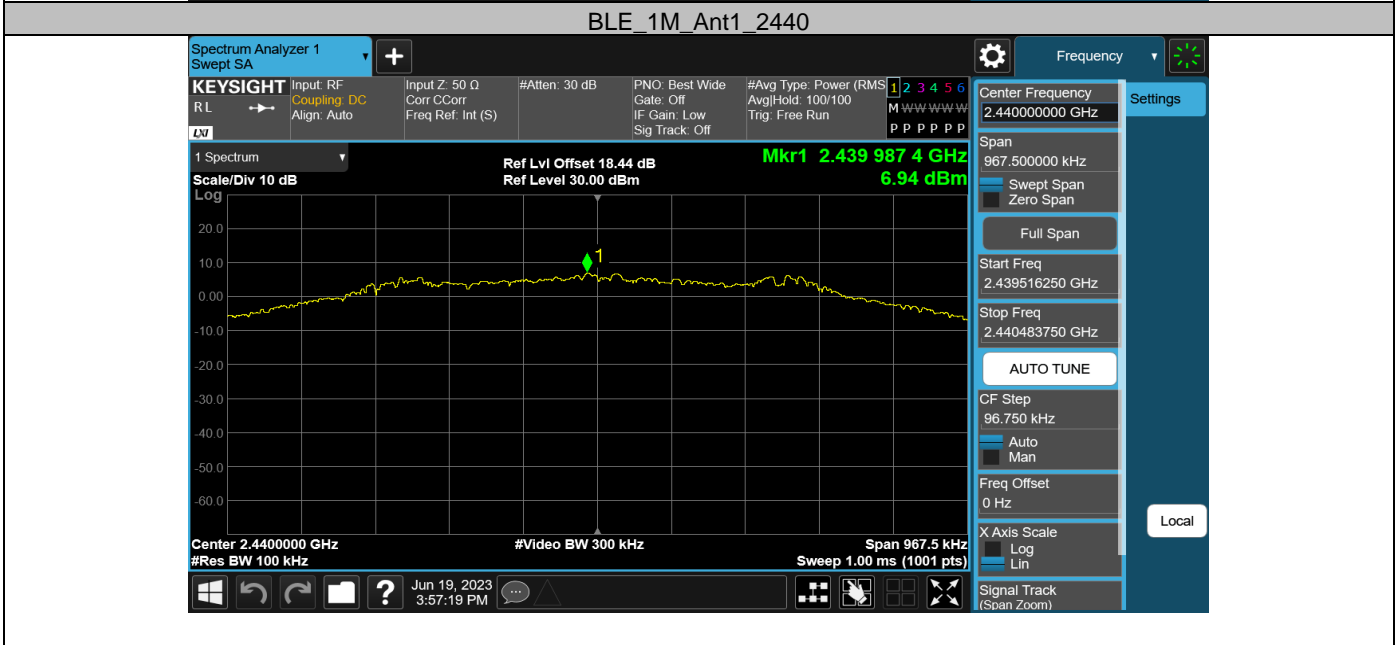 BLE_1M_Ant1_2440
Spectrum Analyzer 1
Swept SA
+
Frequency
KEYSIGHT
R L
LXI
Input: RF
Coupling: DC
Align: Auto
Input Z: 50 Ω
Corr CCorr
Freq Ref: Int (S)
#Atten: 30 dB
PNO: Best Wide
Gate: Off
IF Gain: Low
Sig Track: Off
#Avg Type: Power (RMS
Avg|Hold: 100/100
Trig: Free Run
1 2 3 4 5 6
M W W W W W
P P P P P P
1 Spectrum
Scale/Div 10 dB
Ref Lvl Offset 18.44 dB
Ref Level 30.00 dBm
Mkr1 2.439 987 4 GHz
6.94 dBm
Log
20.0
10.0
0.00
-10.0
-20.0
-30.0
-40.0
-50.0
-60.0
1
Center 2.4400000 GHz
#Video BW 300 kHz
Span 967.5 kHz
#Res BW 100 kHz
Sweep 1.00 ms (1001 pts)
Center Frequency
2.440000000 GHz
Settings
Span
967.500000 kHz
Swept Span
Zero Span
Full Span
Start Freq
2.439516250 GHz
Stop Freq
2.440483750 GHz
AUTO TUNE
CF Step
96.750 kHz
Auto
Man
Freq Offset
0 Hz
X Axis Scale
Log
Lin
Signal Track
(Span Zoom)
Local
?
Jun 19, 2023
3:57:19 PM